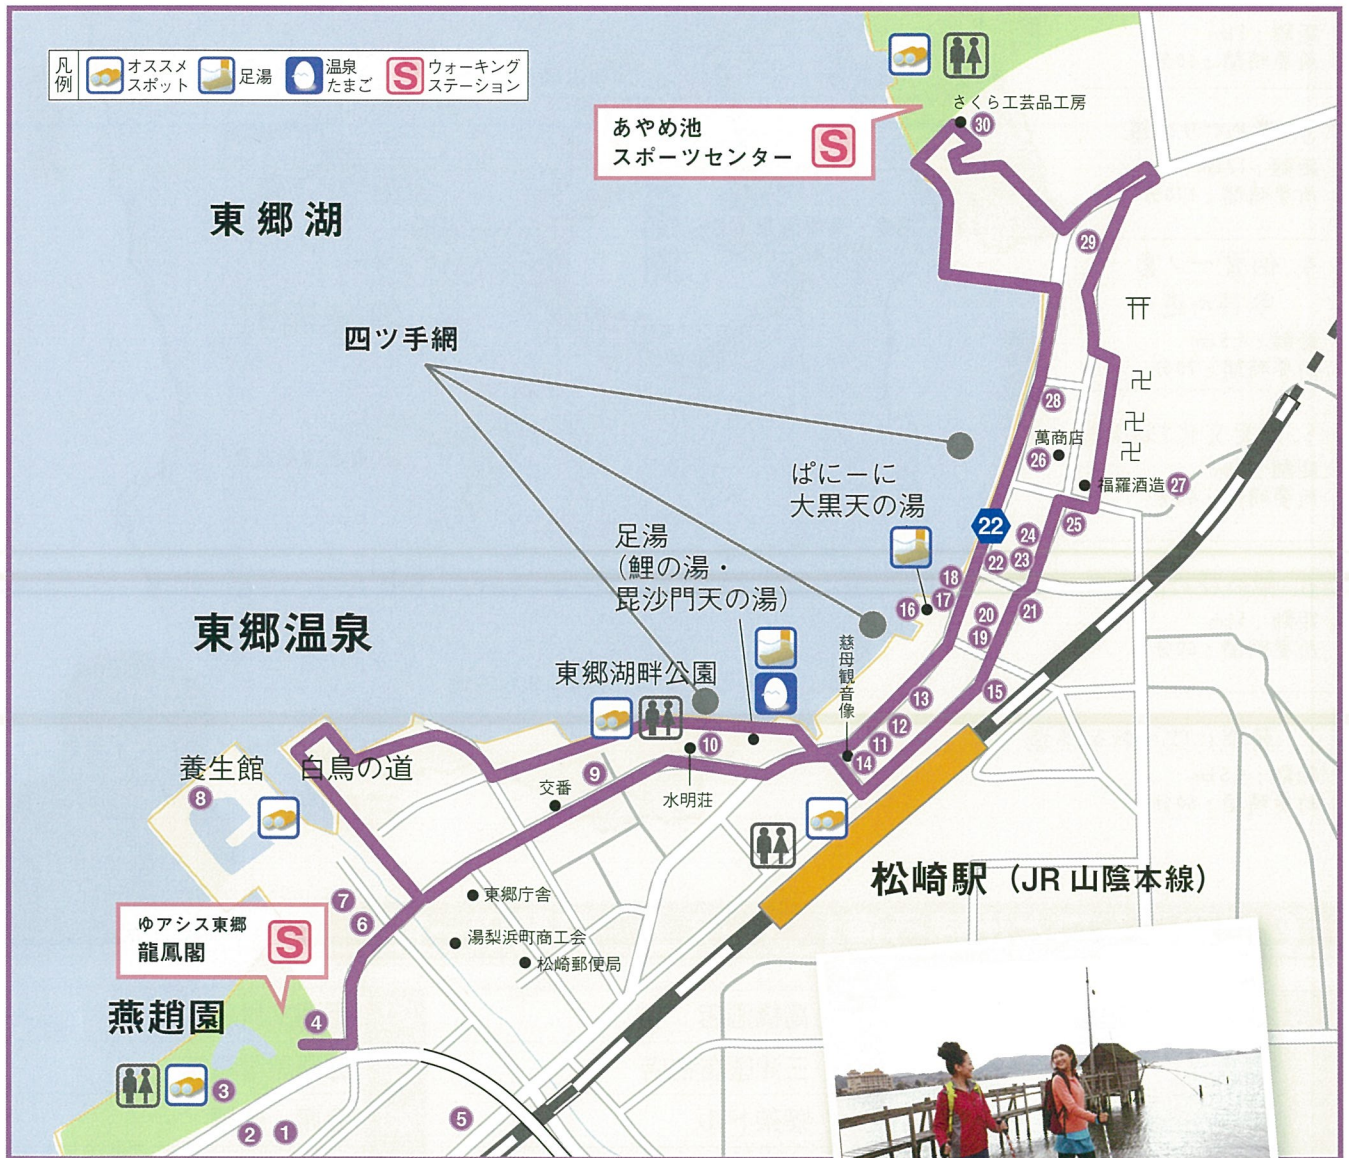 凡例
オススメ
スポット
足湯
温泉
たまご
S
ウォーキング
ステーション
さくら工芸品工房
30
あやめ池
スポーツセンター
S
東郷湖
29
四ツ手網
28
萬商店
26
福羅酒造 27
ぱにーに
大黒天の湯
22
25
24
足湯
(鯉の湯・
毘沙門天の湯)
22
23
18
17
16
21
20
19
東郷温泉
慈母観音像
東郷湖畔公園
15
13
12
11
14
10
養生館
白鳥の道
9
8
交番
水明荘
松崎駅(JR 山陰本線)
東郷庁舎
7
6
ゆアシス東郷
龍鳳閣
S
湯梨浜町商工会
松崎郵便局
燕趙園
4
3
5
2
1